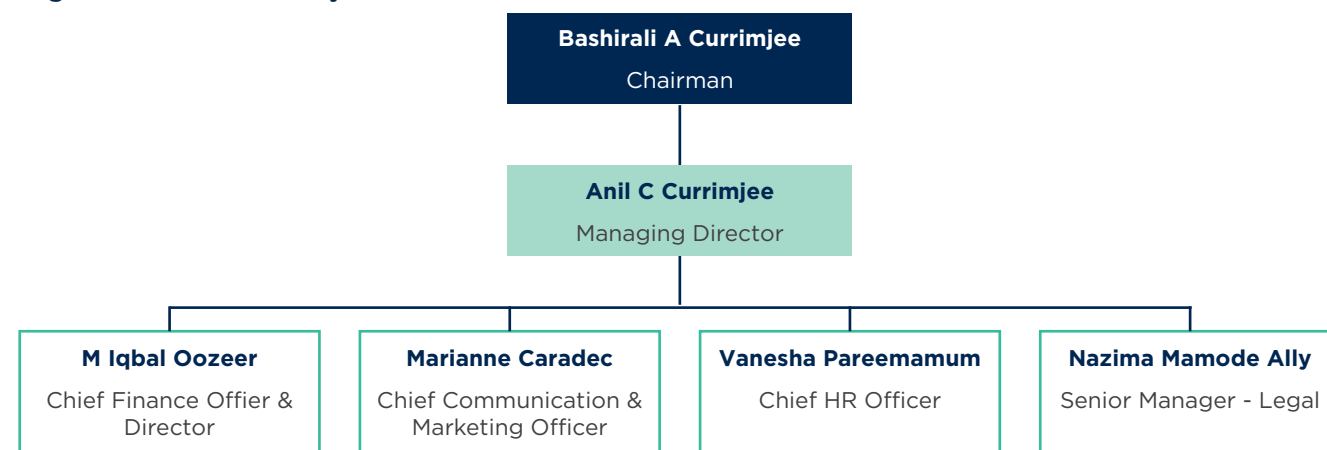 Bashirali A Currimjee
Chairman
Anil C Currimjee
Managing Director
M Iqbal Oozeer
Chief Finance Offier &
Director
Marianne Caradec
Chief Communication &
Marketing Officer
Vanesha Pareemamum
Chief HR Officer
Nazima Mamode Ally
Senior Manager - Legal